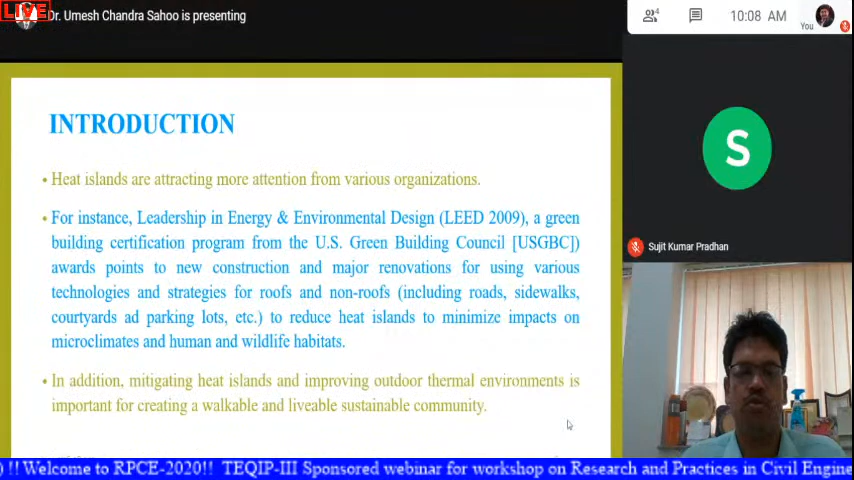 LIVE
Dr. Umesh Chandra Sahoo is presenting
4
10:08 AM
You
INTRODUCTION
• Heat islands are attracting more attention from various organizations.
• For instance, Leadership in Energy & Environmental Design (LEED 2009), a green
building certification program from the U.S. Green Building Council [USGBC])
awards points to new construction and major renovations for using various
technologies and strategies for roofs and non-roofs (including roads, sidewalks,
courtyards ad parking lots, etc.) to reduce heat islands to minimize impacts on
microclimates and human and wildlife habitats.
• In addition, mitigating heat islands and improving outdoor thermal environments is
important for creating a walkable and liveable sustainable community.
S
Sujit Kumar Pradhan
) !! Welcome to RPCE-2020!! TEQIP-III Sponsored webinar for workshop on Research and Practices in Civil Engine